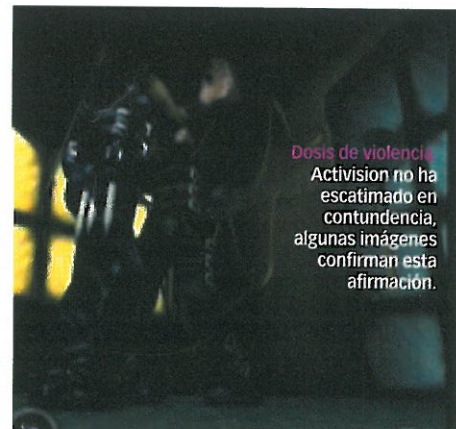 Dosis de violencia.
Activision no ha
escatimado en
contundencia,
algunas imágenes
confirman esta
afirmación.